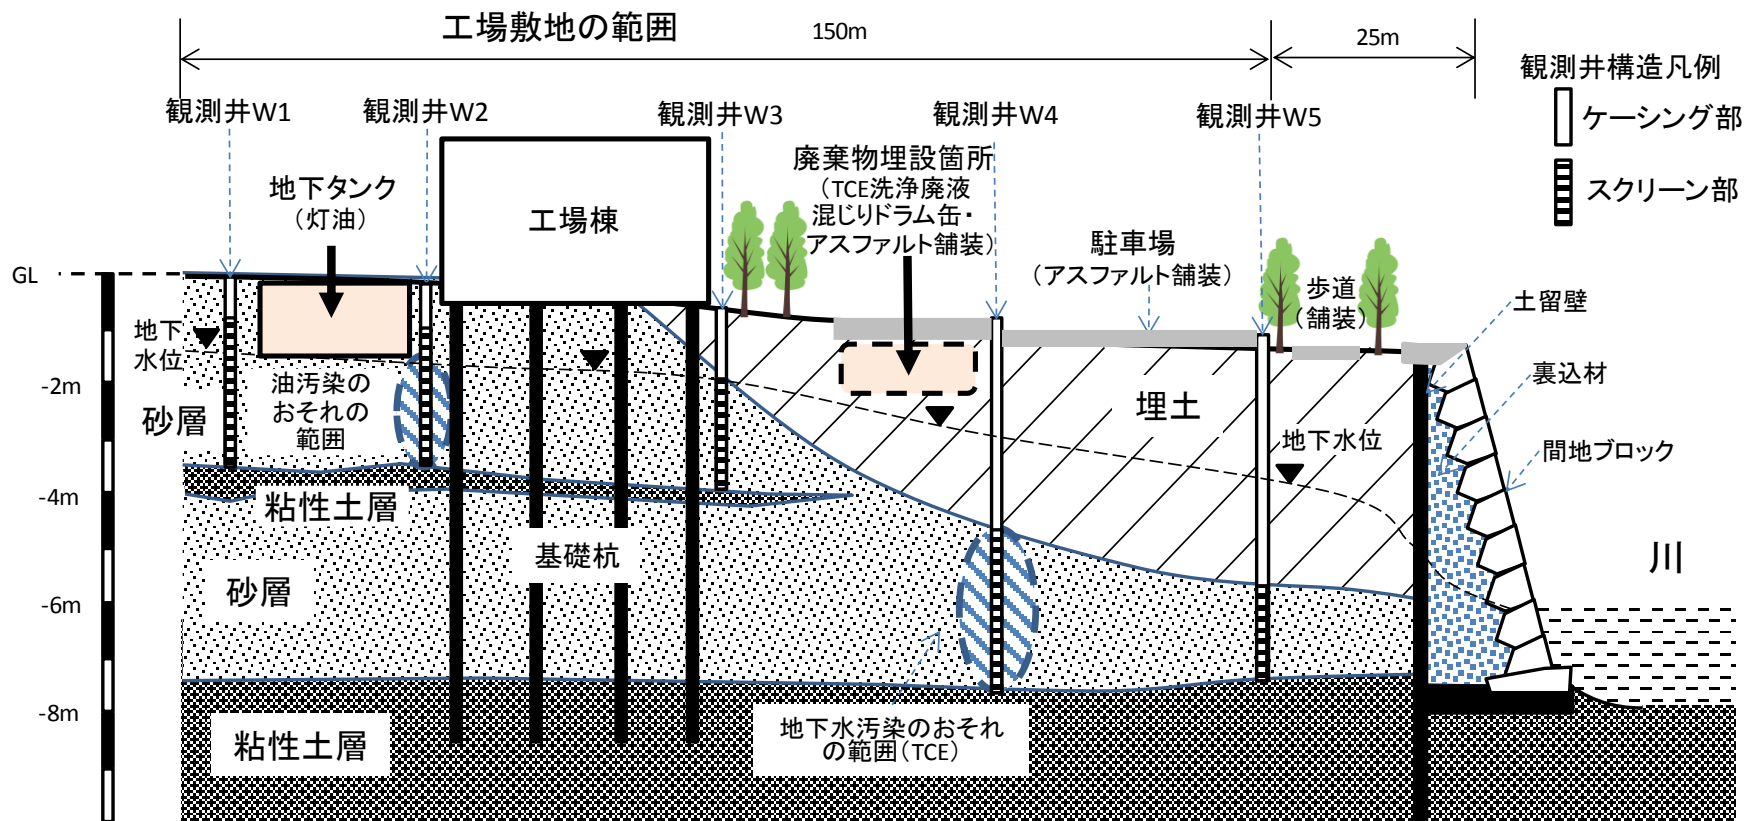 工場敷地の範囲
150m
25m
観測井構造凡例
ケーシング部
スクリーン部
観測井W1
観測井W2
観測井W3
観測井W4
観測井W5
地下タンク
(灯油)
工場棟
廃棄物埋設箇所
(TCE洗浄廃液
混じりドラム缶・
アスファルト舗装)
駐車場
(アスファルト舗装)
歩道
(舗装)
土留壁
裏込材
間地ブロック
川
GL
-2m
-4m
-6m
-8m
地下
水位
砂層
油汚染の
おそれの
範囲
埋土
地下水位
粘性土層
基礎杭
砂層
粘性土層
地下水汚染のおそれ
の範囲(TCE)